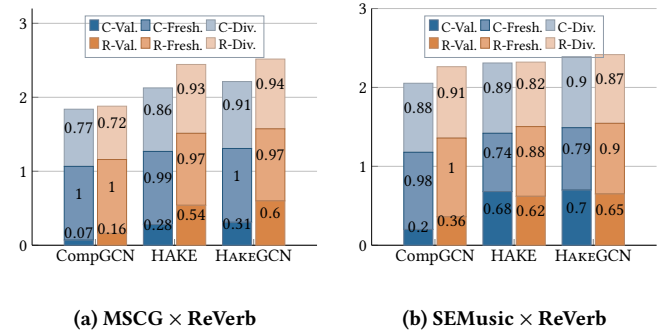 C-Val. C-Fresh. C-Div.
R-Val. R-Fresh. R-Div.
3
2
1
0
0.77 0.72 0.86 0.93 0.91 0.94
1 1 0.99 0.97 1 0.97
0.07 0.16 0.28 0.54 0.31 0.6
CompGCN HAKE HAKEGCN
(a) MSCG × ReVerb
C-Val. C-Fresh. C-Div.
R-Val. R-Fresh. R-Div.
3
2
1
0
0.88 0.91 0.89 0.82 0.9 0.87
0.98 1 0.74 0.88 0.79 0.9
0.2 0.36 0.68 0.62 0.7 0.65
CompGCN HAKE HAKEGCN
(b) SEMusic × ReVerb